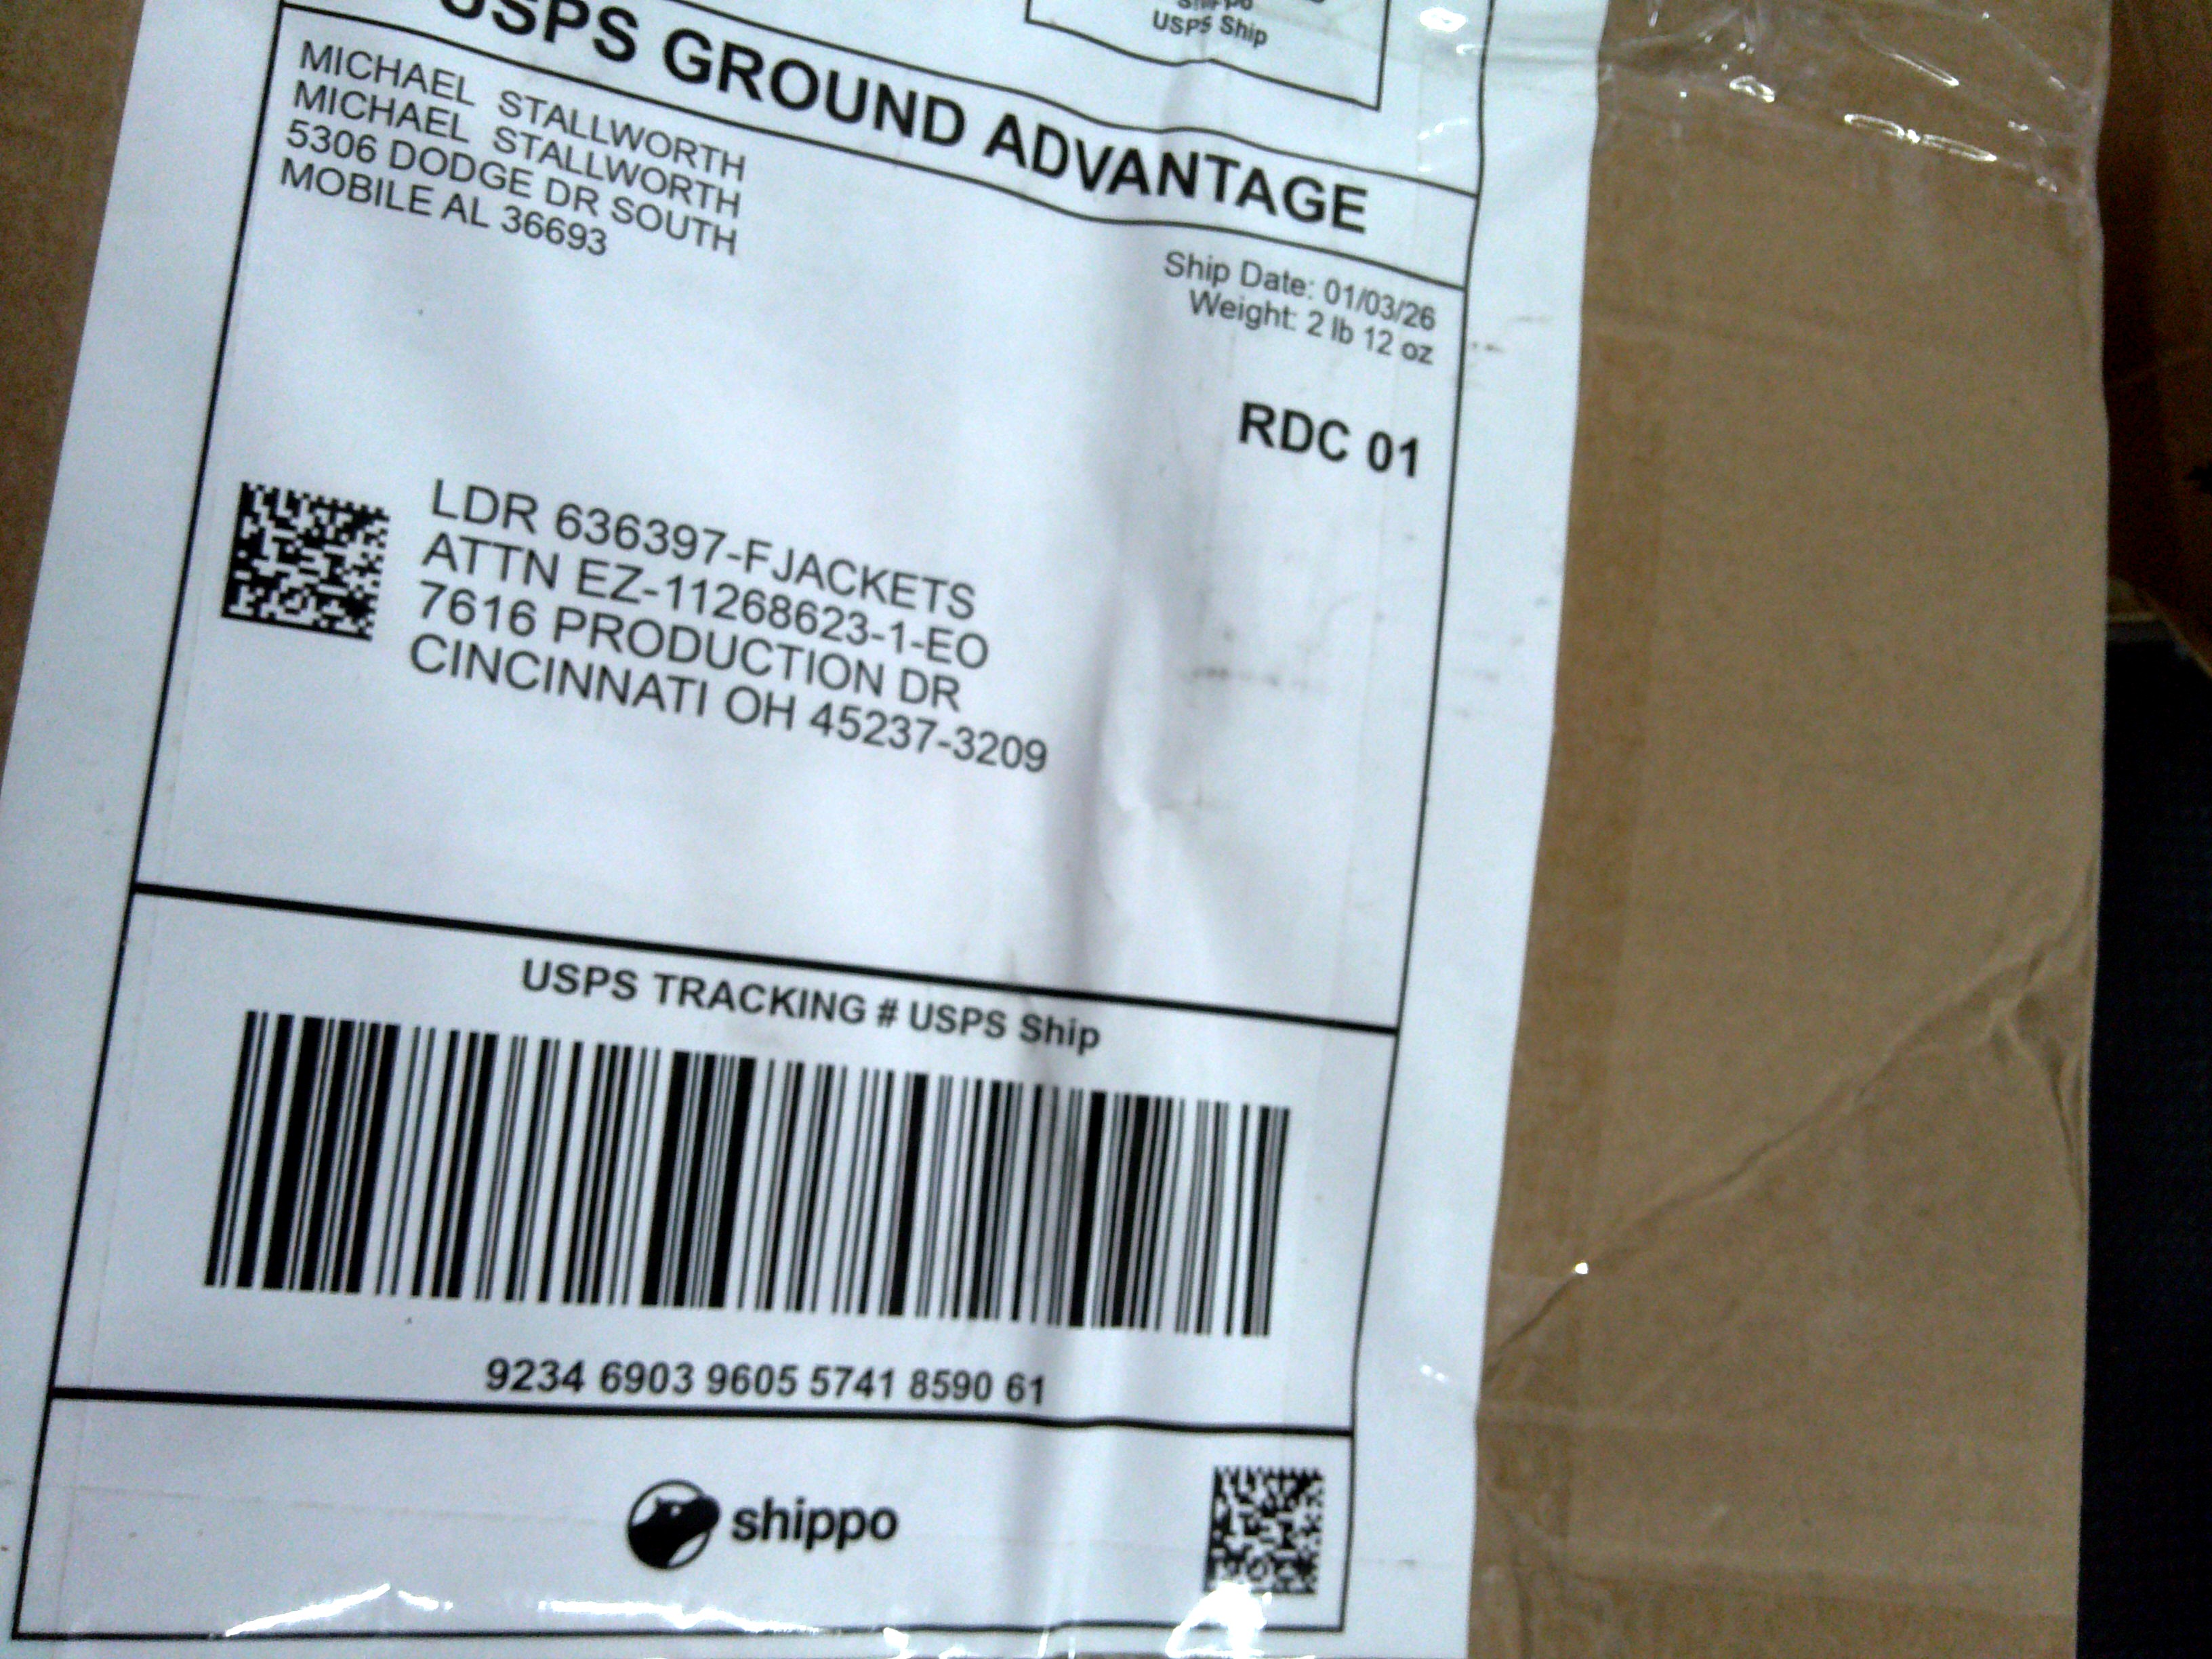 USPS Ship
USPS GROUND ADVANTAGE
MICHAEL STALLWORTH
MICHAEL STALLWORTH
5306 DODGE DR SOUTH
MOBILE AL 36693
Ship Date: 01/03/26
Weight: 2 lb 12 oz
RDC 01
LDR 636397-FJACKETS
ATTN EZ-11268623-1-EO
7616 PRODUCTION DR
CINCINNATI OH 45237-3209
USPS TRACKING # USPS Ship
9234 6903 9605 5741 8590 61
shippo